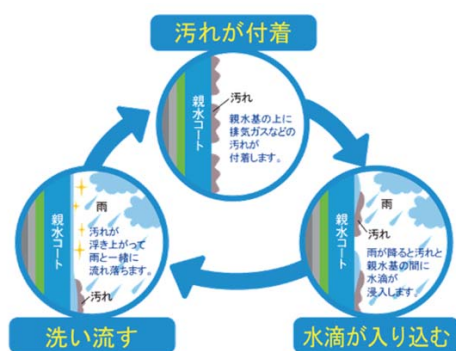 汚れが付着
親水コート
汚れ
親水基の上に
排気ガスなどの
汚れが
付着します。
親水コート
雨
汚れ
雨が降ると汚れと
親水基の間に
水滴が
浸入します。
水滴が入り込む
親水コート
雨
汚れが
浮き上がって
雨と一緒に
流れ落ちます。
汚れ
洗い流す